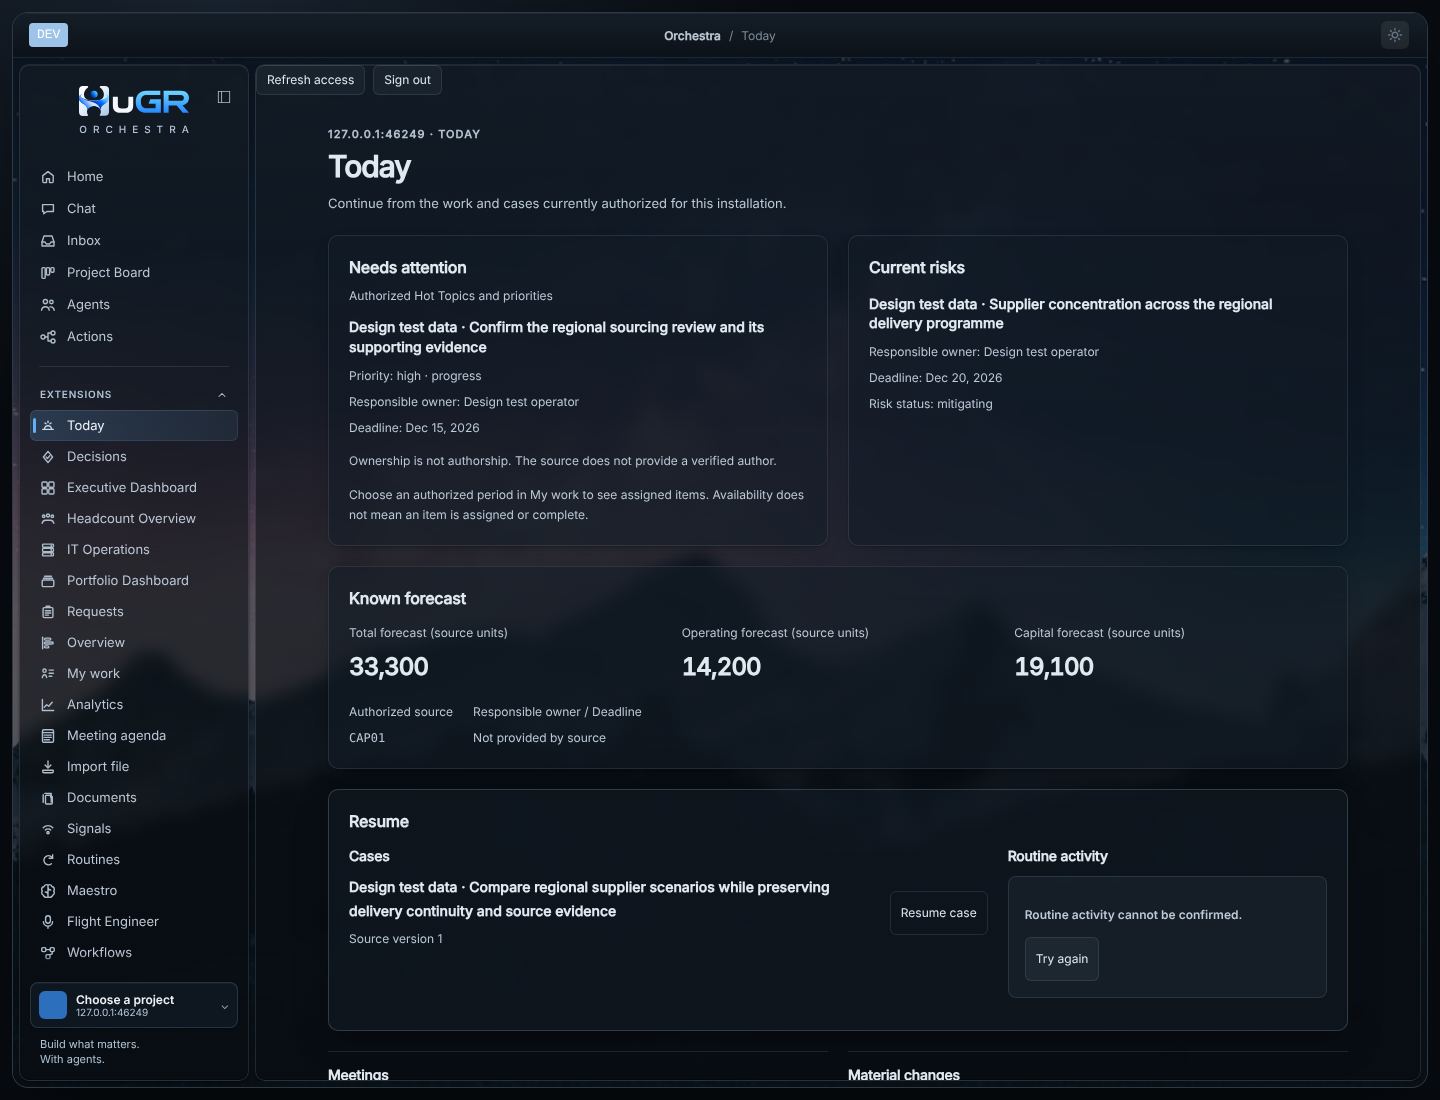 DEV
Orchestra / Today
HuGR
ORCHESTRA
Home
Chat
Inbox
Project Board
Agents
Actions
EXTENSIONS
Today
Decisions
Executive Dashboard
Headcount Overview
IT Operations
Portfolio Dashboard
Requests
Overview
My work
Analytics
Meeting agenda
Import file
Documents
Signals
Routines
Maestro
Flight Engineer
Workflows
Choose a project
127.0.0.1:46249
Build what matters.
With agents.
Refresh access
Sign out
127.0.0.1:46249 · TODAY
Today
Continue from the work and cases currently authorized for this installation.
Needs attention
Authorized Hot Topics and priorities
Design test data · Confirm the regional sourcing review and its
supporting evidence
Priority: high · progress
Responsible owner: Design test operator
Deadline: Dec 15, 2026
Ownership is not authorship. The source does not provide a verified author.
Choose an authorized period in My work to see assigned items. Availability does
not mean an item is assigned or complete.
Current risks
Design test data · Supplier concentration across the regional
delivery programme
Responsible owner: Design test operator
Deadline: Dec 20, 2026
Risk status: mitigating
Known forecast
Total forecast (source units)
33,300
Operating forecast (source units)
14,200
Capital forecast (source units)
19,100
Authorized source
Responsible owner / Deadline
CAP01
Not provided by source
Resume
Cases
Design test data · Compare regional supplier scenarios while preserving
delivery continuity and source evidence
Source version 1
Resume case
Routine activity
Routine activity cannot be confirmed.
Try again
Meetings
Material changes